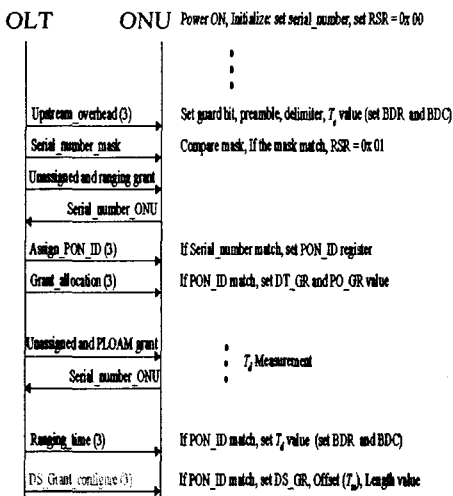 OLT ONU Power ON, Initialize: set serial_number, set RSR = 0x 00
Upstream_overhead (3) Set guard bit, preamble, delimiter, Te value (set BDR and BDC)
Serial_number_mask Compare mask, If the mask match, RSR = 0x 01
Unassigned and ranging grant
Serial_number_ONU
Assign_PON_ID (3) If Serial_number match, set PON_ID register
Grant_allocation (3) If PON_ID match, set DT_GR and PO_GR value
Unassigned and PLOAM grant
Td Measurement
Serial_number_ONU
Ranging_time (3) If PON_ID match, set Td value (set BDR and BDC)
DS_Grant_configure (3) If PON_ID match, set DS_GR, Offset (), Length value